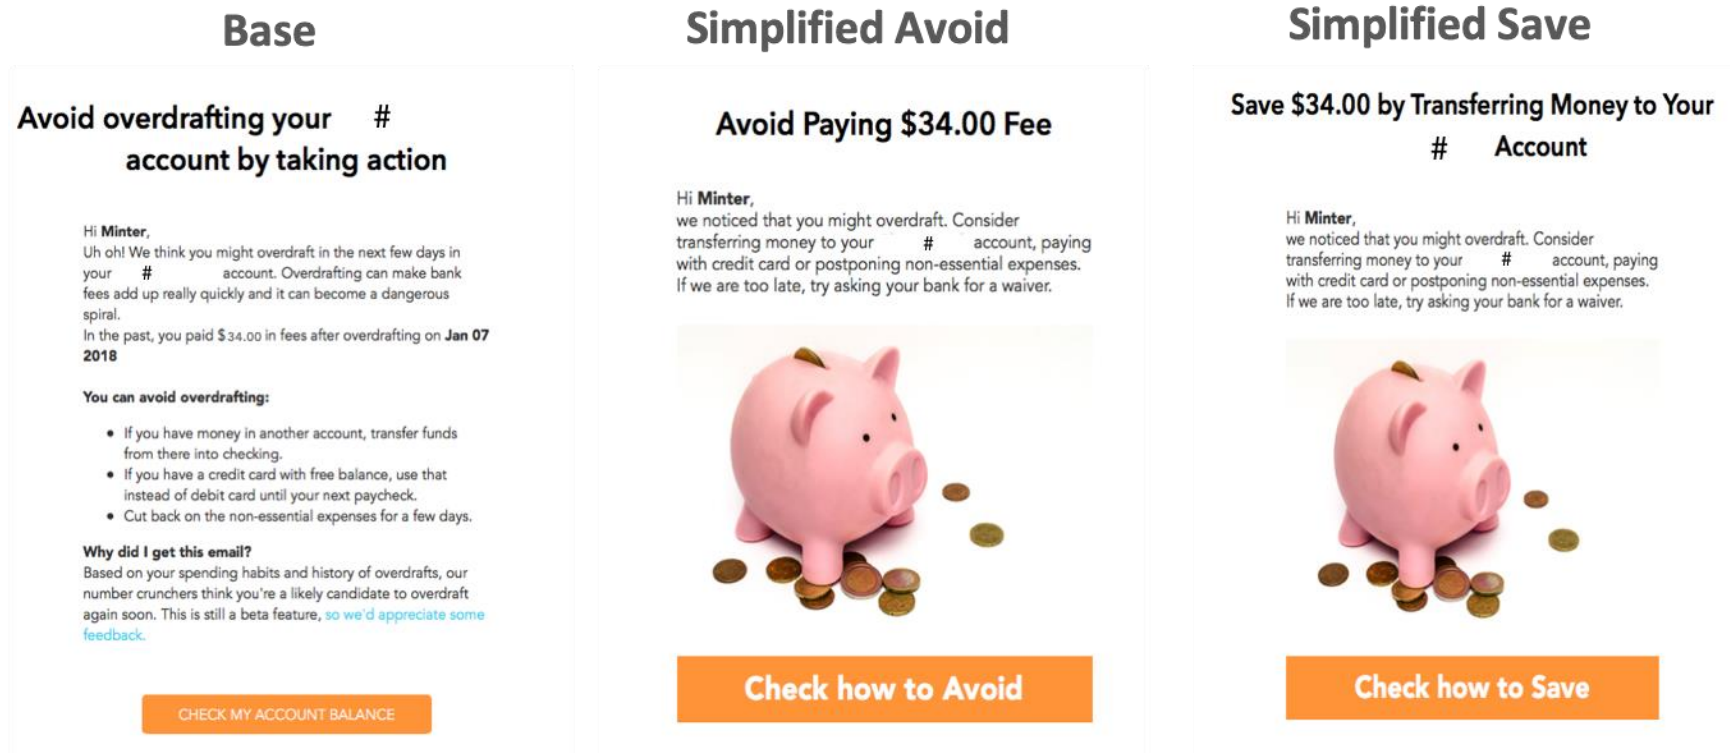 Base
Avoid overdrafting your #
account by taking action
Hi Minter,
Uh oh! We think you might overdraft in the next few days in
your # account. Overdrafting can make bank
fees add up really quickly and it can become a dangerous
spiral.
In the past, you paid $34.00 in fees after overdrafting on Jan 07
2018
You can avoid overdrafting:
• If you have money in another account, transfer funds
from there into checking.
• If you have a credit card with free balance, use that
instead of debit card until your next paycheck.
• Cut back on the non-essential expenses for a few days.
Why did I get this email?
Based on your spending habits and history of overdrafts, our
number crunchers think you're a likely candidate to overdraft
again soon. This is still a beta feature, so we'd appreciate some
feedback.
CHECK MY ACCOUNT BALANCE
Simplified Avoid
Avoid Paying $34.00 Fee
Hi Minter,
we noticed that you might overdraft. Consider
transferring money to your # account, paying
with credit card or postponing non-essential expenses.
If we are too late, try asking your bank for a waiver.
Check how to Avoid
Simplified Save
Save $34.00 by Transferring Money to Your
# Account
Hi Minter,
we noticed that you might overdraft. Consider
transferring money to your # account, paying
with credit card or postponing non-essential expenses.
If we are too late, try asking your bank for a waiver.
Check how to Save